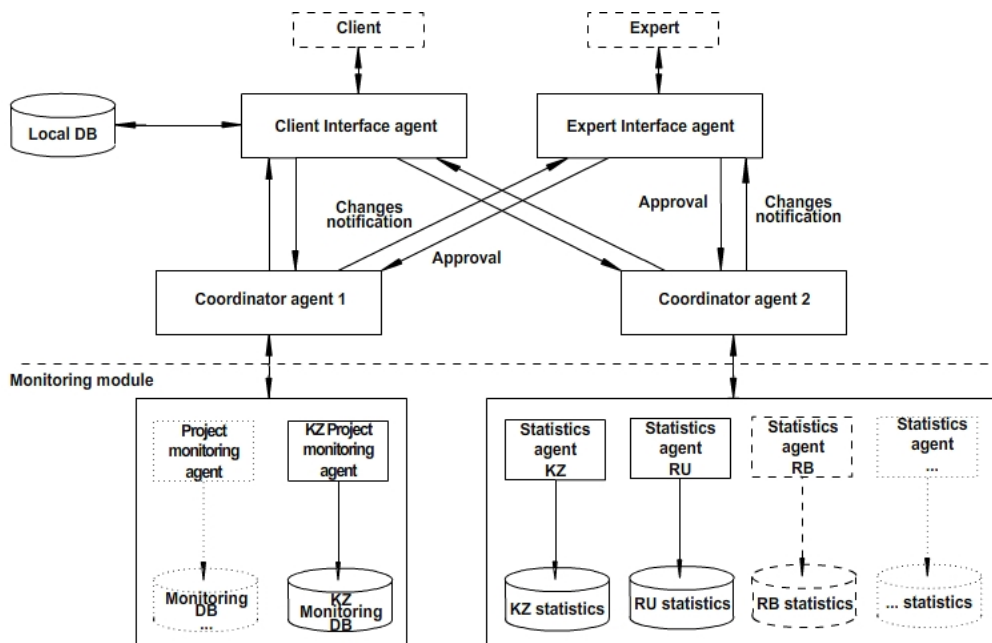 Client
Expert
Local DB
Client Interface agent
Expert Interface agent
Changes
notification
Approval
Approval
Changes
notification
Coordinator agent 1
Coordinator agent 2
Monitoring module
Project
monitoring
agent
KZ Project
monitoring
agent
Statistics
agent
KZ
Statistics
agent
RU
Statistics
agent
RB
Statistics
agent
...
Monitoring
DB
...
KZ
Monitoring
DB
KZ statistics
RU statistics
RB statistics
... statistics